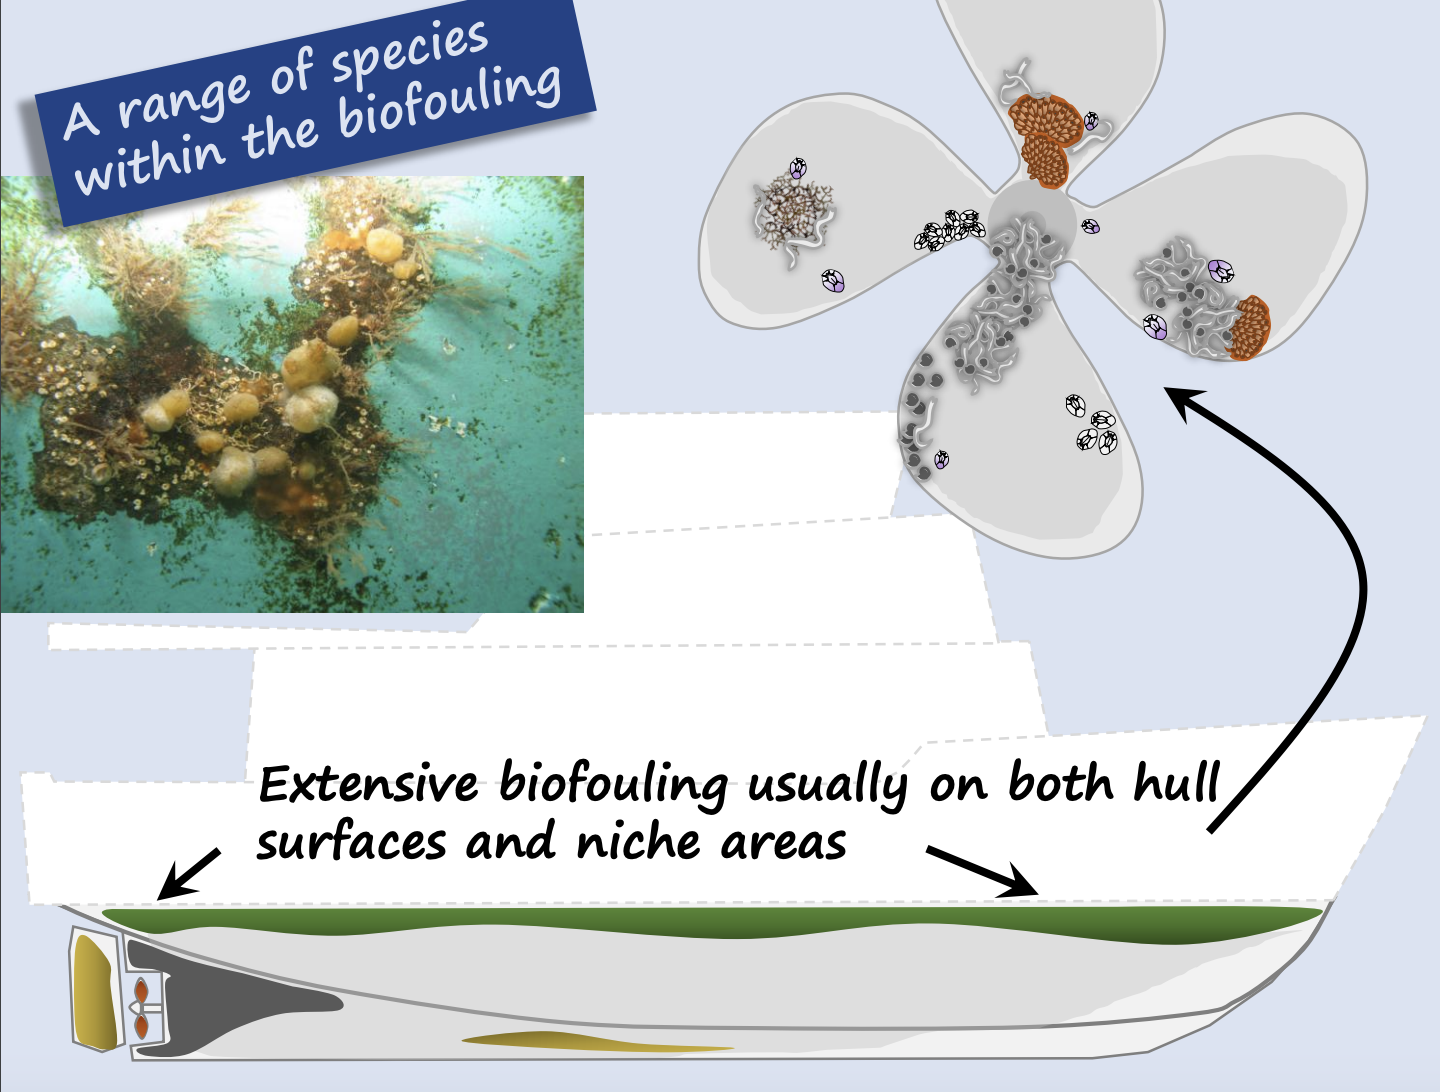 A range of species
within the biofouling
Extensive biofouling usually on both hull
surfaces and niche areas